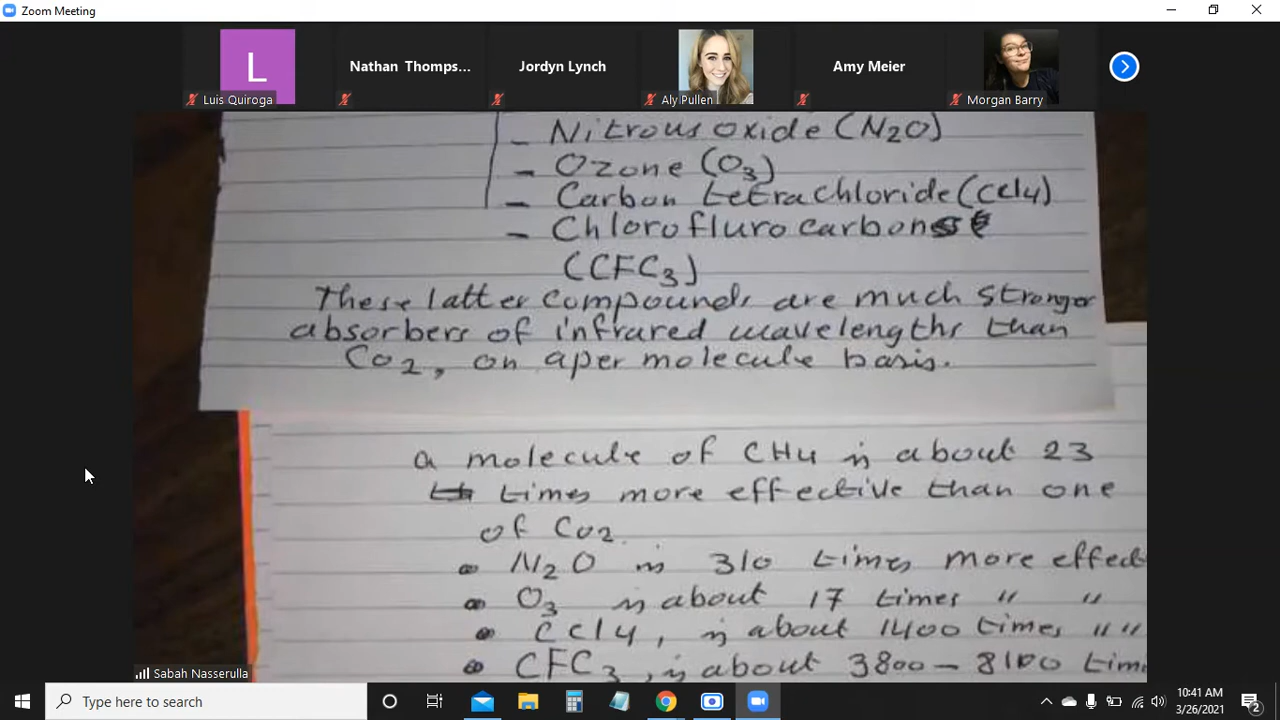 Zoom Meeting
L
Luis Quiroga
Nathan Thomps...
Jordyn Lynch
Aly Pullen
Amy Meier
Morgan Barry
- Nitrous oxide (N2O)
- Ozone (O3)
- Carbon tetrachloride (CCl4)
- Chlorofluro carbons
(CFC3)
These latter compounds are much stronger
absorbers of infrared wavelengths than
CO2, on a per molecule basis.
a molecule of CH4 is about 23
times more effective than one
of CO2.
• N2O is 310 times more effect
• O3 is about 17 times " "
• CCl4, is about 1400 times " "
• CFC3, is about 3800 - 8100 tim
Sabah Nasserulla
Type here to search
10:41 AM
3/26/2021
2